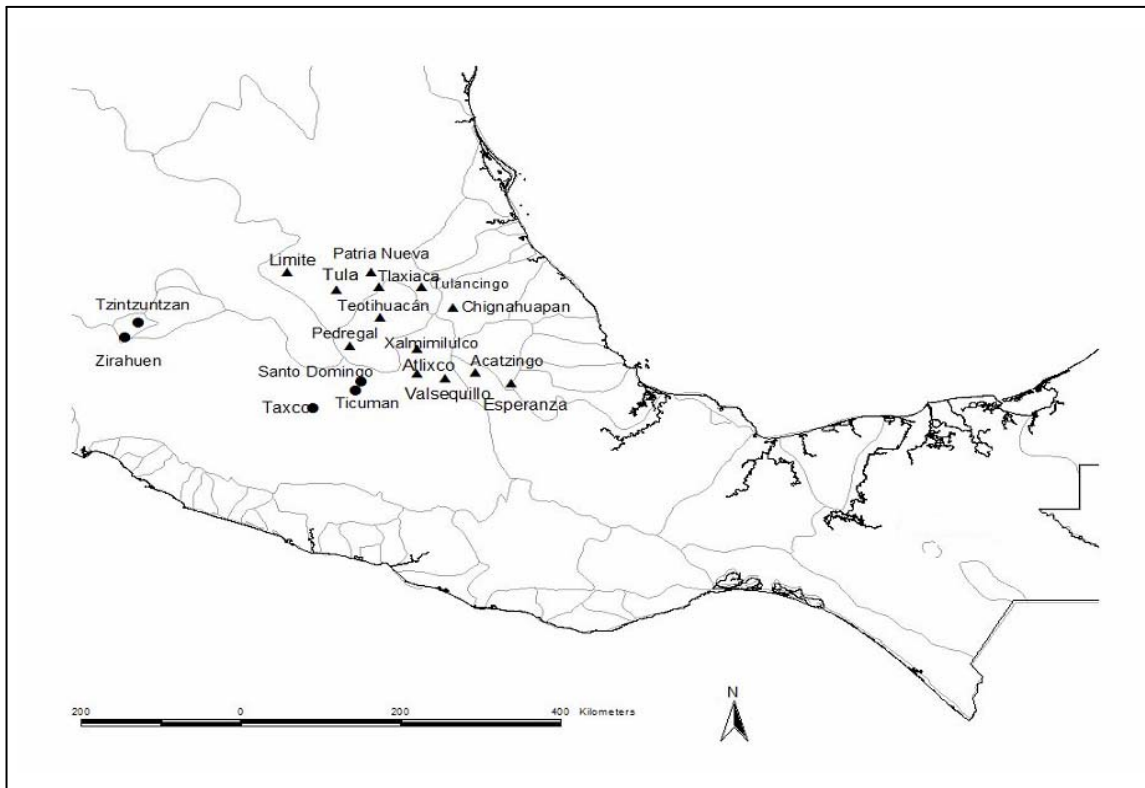 Patria Nueva
Limite
Tula
Tlaxiaca
Tulancingo
Teotihuacán
Chignahuapan
Tzintzuntzan
Pedregal
Xalmimilulco
Zirahuen
Atlixco
Acatzingo
Santo Domingo
Valsequillo
Esperanza
Taxco
Ticuman
N
200 0 200 400 Kilometers